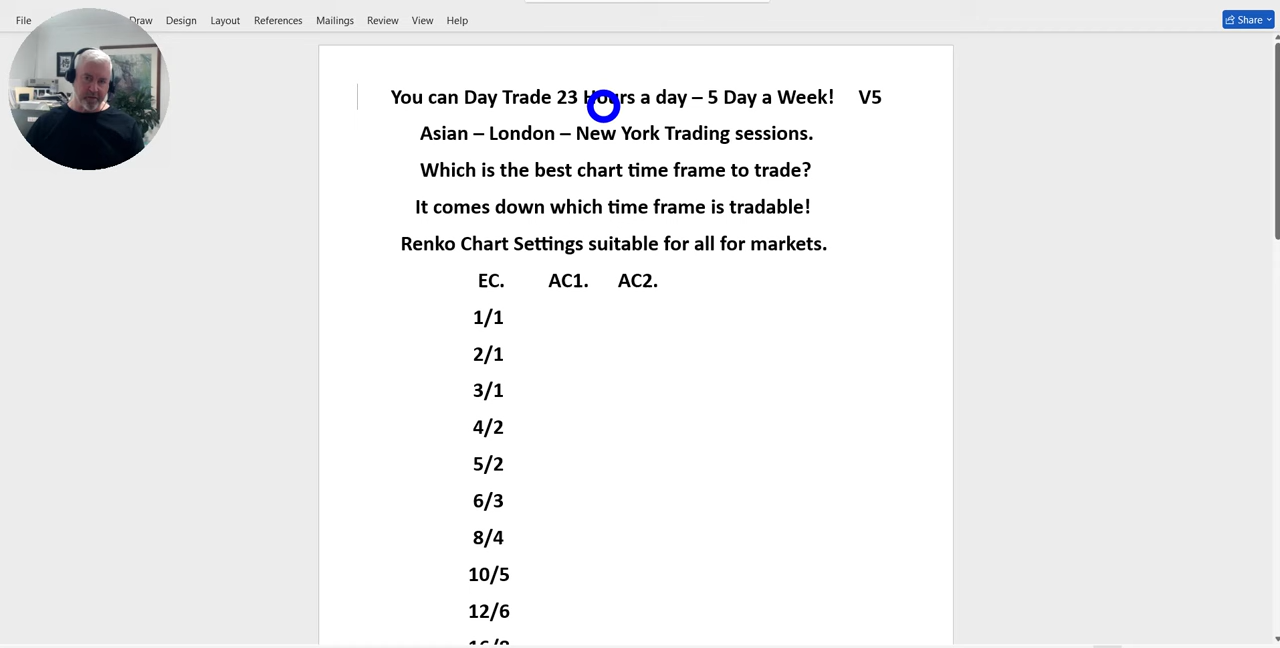 File Draw Design Layout References Mailings Review View Help Share
You can Day Trade 23 Hours a day – 5 Day a Week! V5
Asian – London – New York Trading sessions.
Which is the best chart time frame to trade?
It comes down which time frame is tradable!
Renko Chart Settings suitable for all for markets.
EC. AC1. AC2.
1/1
2/1
3/1
4/2
5/2
6/3
8/4
10/5
12/6